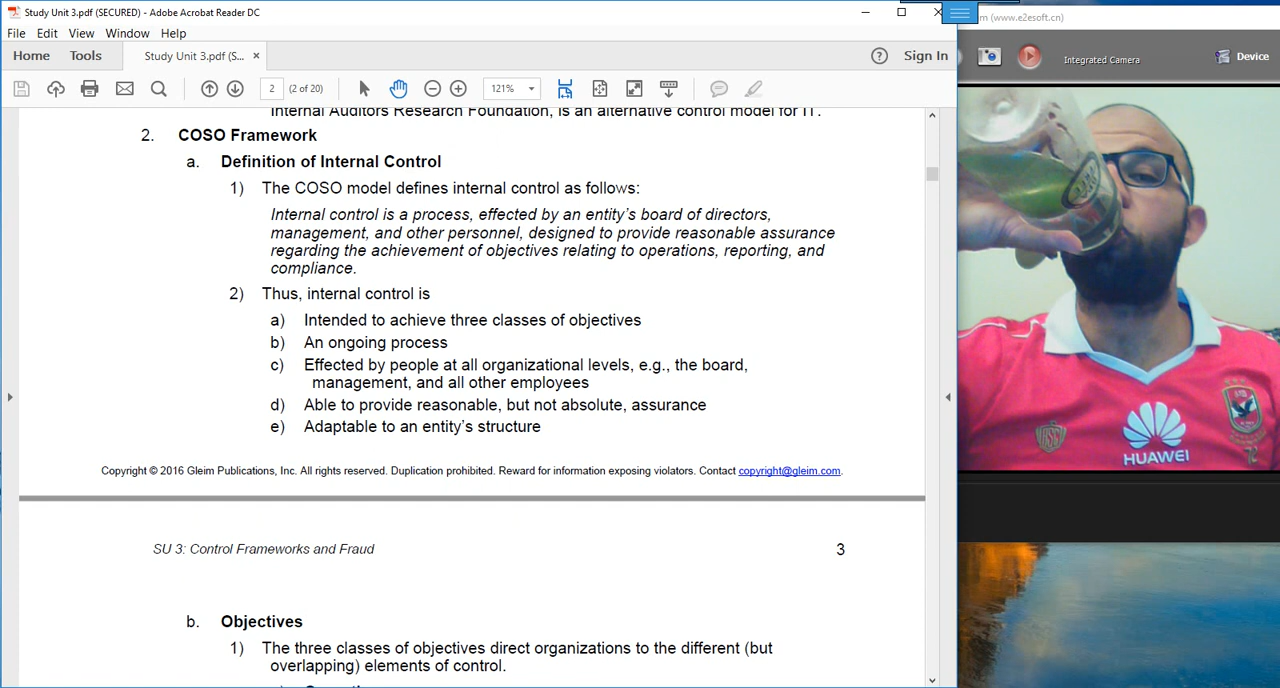 Study Unit 3.pdf (SECURED) - Adobe Acrobat Reader DC
m (www.e2esoft.cn)
File Edit View Window Help
Home Tools Study Unit 3.pdf (S... × Sign In
Integrated Camera Device
2 (2 of 20) 121%
Internal Auditors Research Foundation, is an alternative control model for IT.
2. COSO Framework
a. Definition of Internal Control
1) The COSO model defines internal control as follows:
Internal control is a process, effected by an entity's board of directors,
management, and other personnel, designed to provide reasonable assurance
regarding the achievement of objectives relating to operations, reporting, and
compliance.
2) Thus, internal control is
a) Intended to achieve three classes of objectives
b) An ongoing process
c) Effected by people at all organizational levels, e.g., the board,
management, and all other employees
d) Able to provide reasonable, but not absolute, assurance
e) Adaptable to an entity's structure
Copyright © 2016 Gleim Publications, Inc. All rights reserved. Duplication prohibited. Reward for information exposing violators. Contact copyright@gleim.com.
SU 3: Control Frameworks and Fraud 3
b. Objectives
1) The three classes of objectives direct organizations to the different (but
overlapping) elements of control.
HUAWEI
72